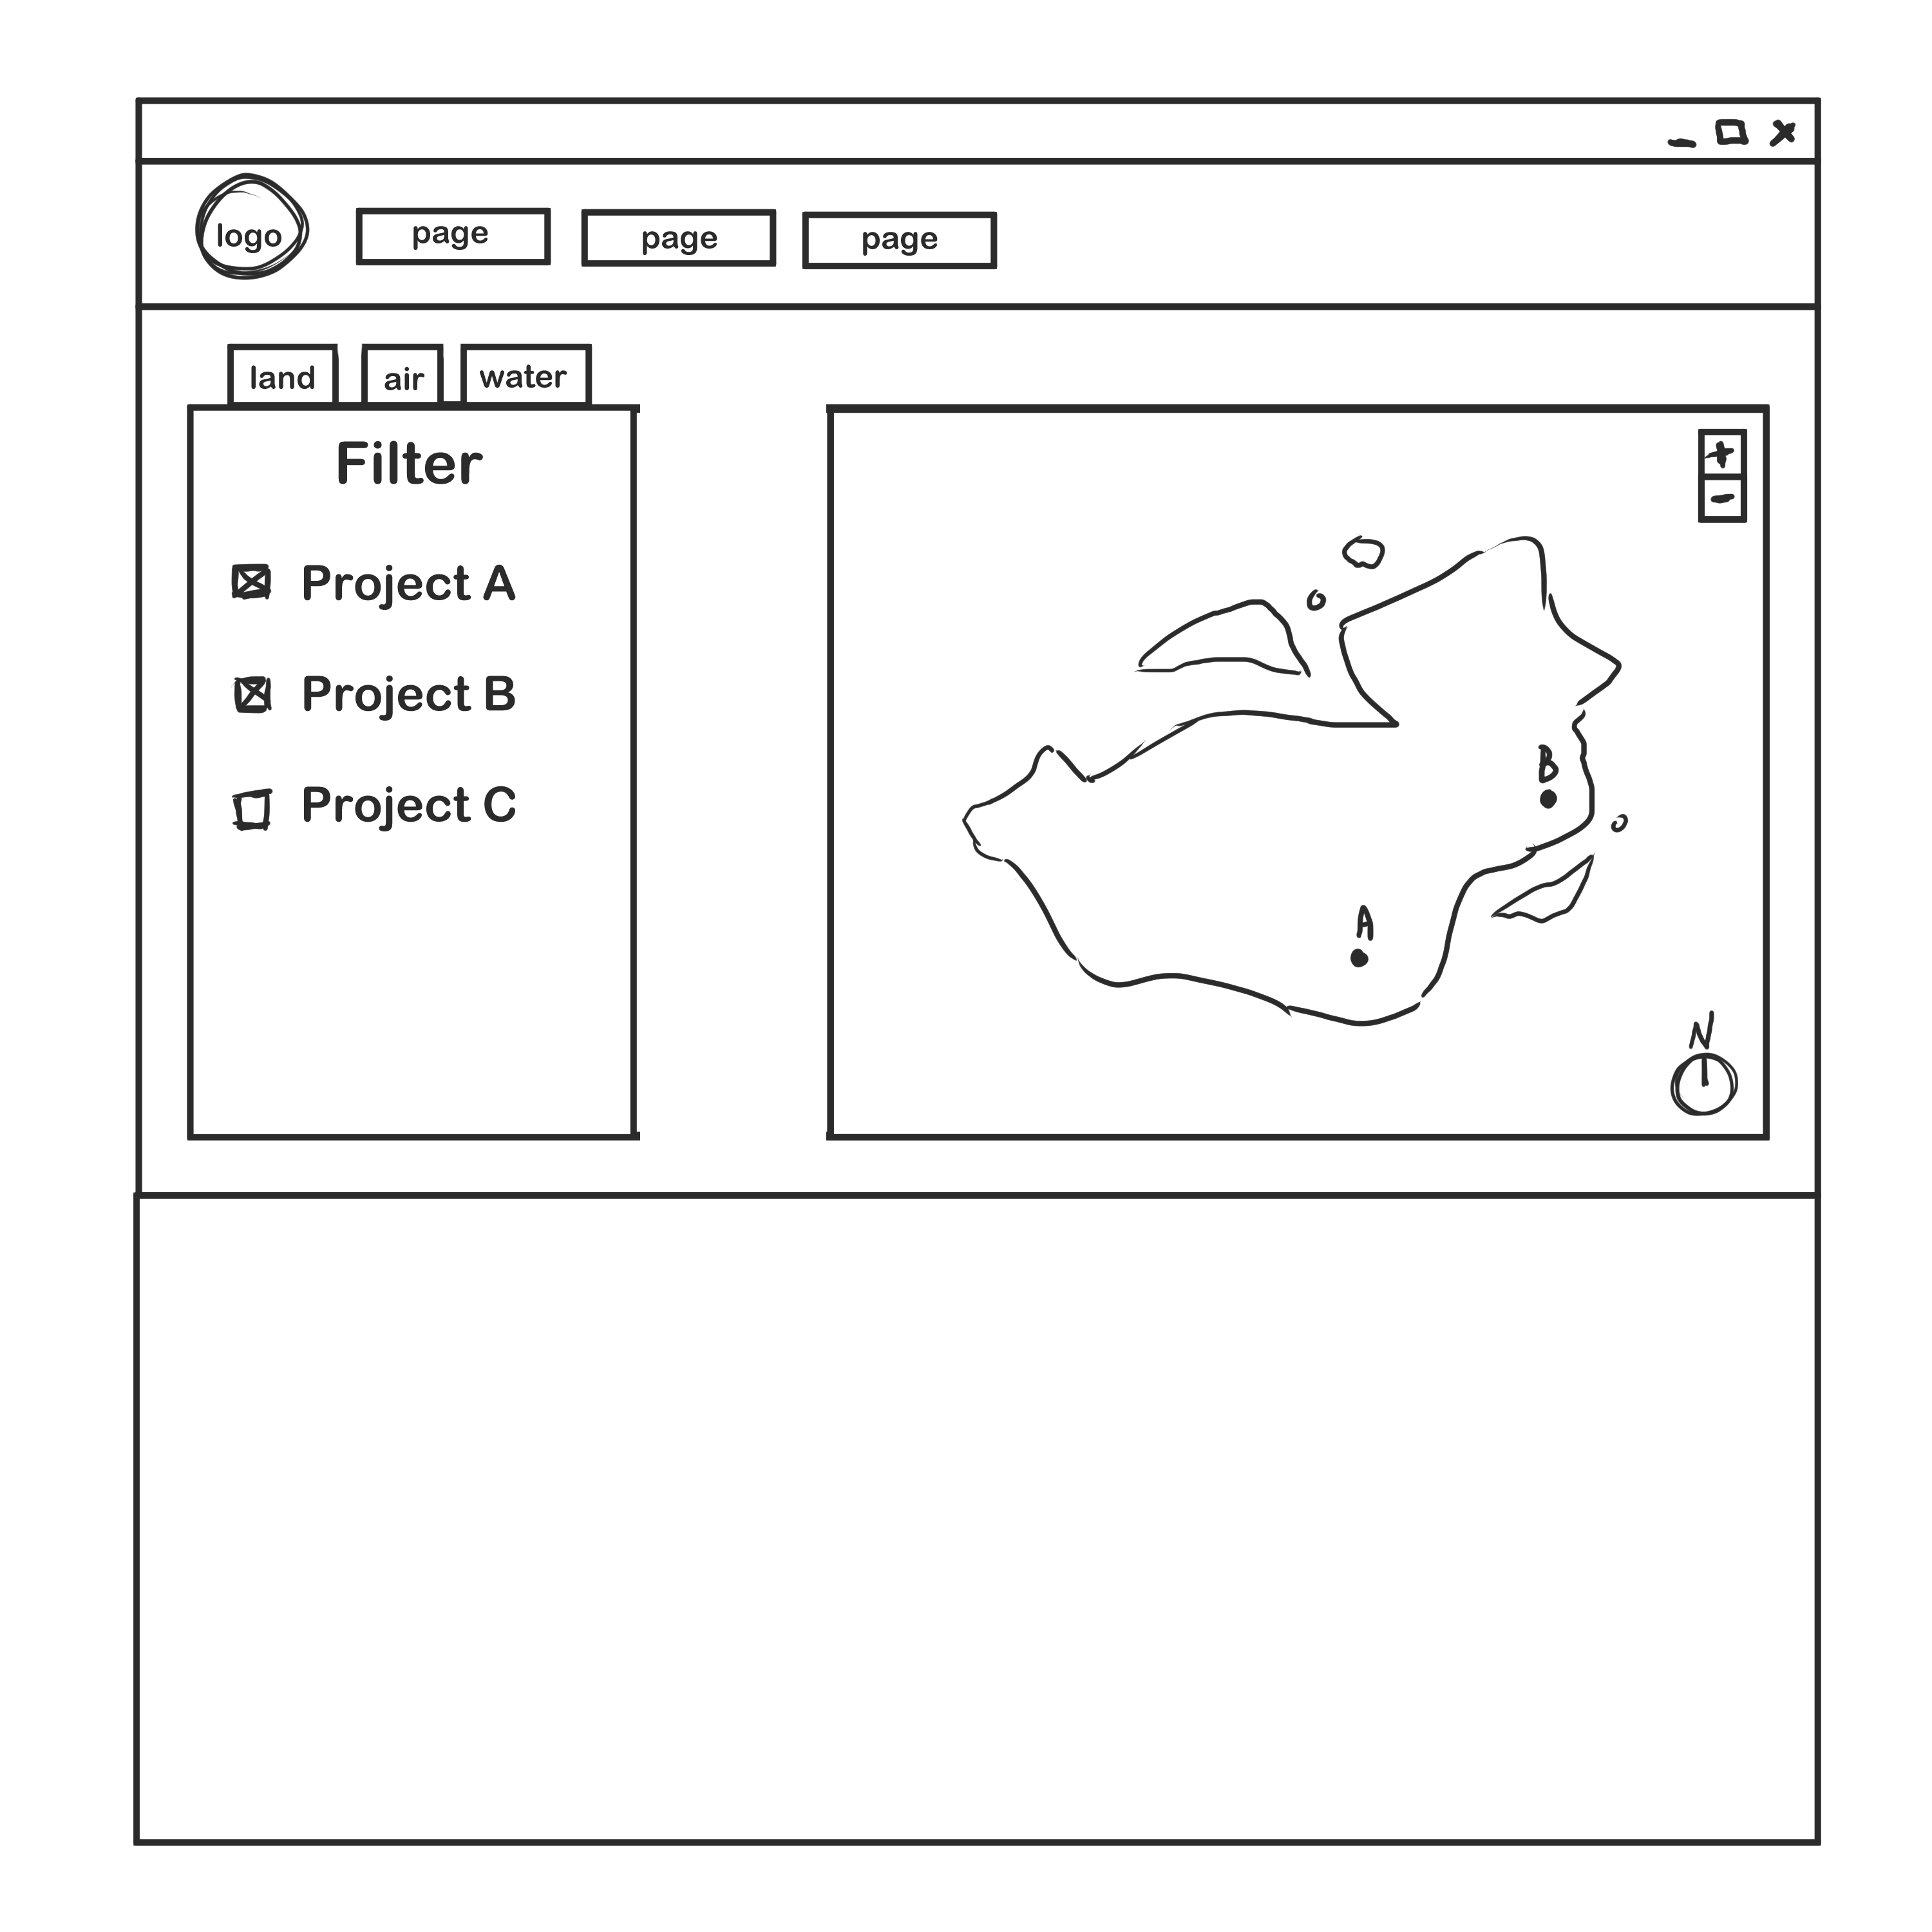 logo
page
page
page
land
air
water
Filter
Project A
Project B
Project C
+
-
B
A
N